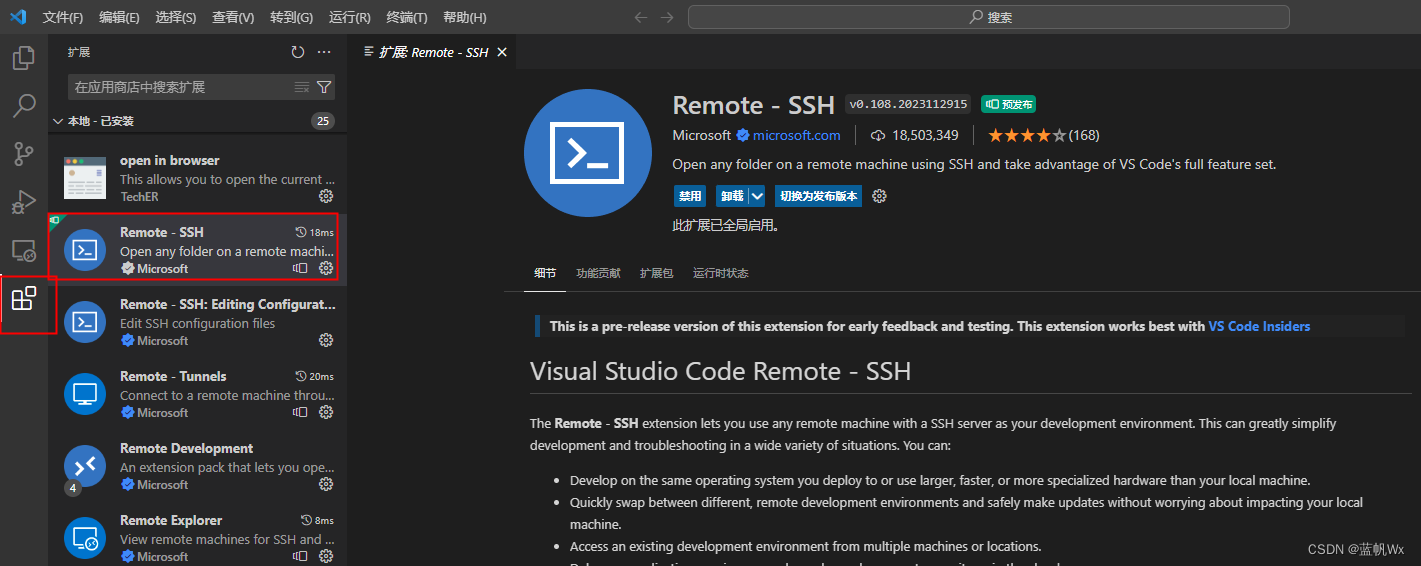 文件(F) 编辑(E) 选择(S) 查看(V) 转到(G) 运行(R) 终端(T) 帮助(H) 搜索
扩展
在应用商店中搜索扩展
本地 - 已安装 25
open in browser
This allows you to open the current ...
TechER
Remote - SSH 18ms
Open any folder on a remote machi...
Microsoft
Remote - SSH: Editing Configurat...
Edit SSH configuration files
Microsoft
Remote - Tunnels 20ms
Connect to a remote machine throu...
Microsoft
Remote Development
An extension pack that lets you ope...
Microsoft
4
Remote Explorer 8ms
View remote machines for SSH and ...
Microsoft
扩展: Remote - SSH
Remote - SSH v0.108.2023112915 预发布
Microsoft microsoft.com 18,503,349 (168)
Open any folder on a remote machine using SSH and take advantage of VS Code's full feature set.
禁用 卸载 切换为发布版本
此扩展已全局启用。
细节 功能贡献 扩展包 运行时状态
This is a pre-release version of this extension for early feedback and testing. This extension works best with VS Code Insiders
Visual Studio Code Remote - SSH
The Remote - SSH extension lets you use any remote machine with a SSH server as your development environment. This can greatly simplify
development and troubleshooting in a wide variety of situations. You can:
• Develop on the same operating system you deploy to or use larger, faster, or more specialized hardware than your local machine.
• Quickly swap between different, remote development environments and safely make updates without worrying about impacting your local
machine.
• Access an existing development environment from multiple machines or locations.
CSDN @蓝帆Wx